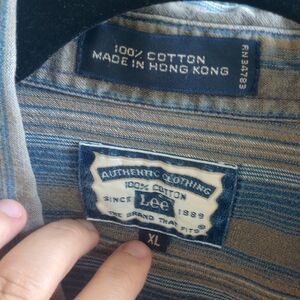 100% COTTON
MADE IN HONG KONG
RN 34783
AUTHENTIC CLOTHING
100% COTTON
SINCE Lee 1889
THE BRAND THAT FITS®
XL